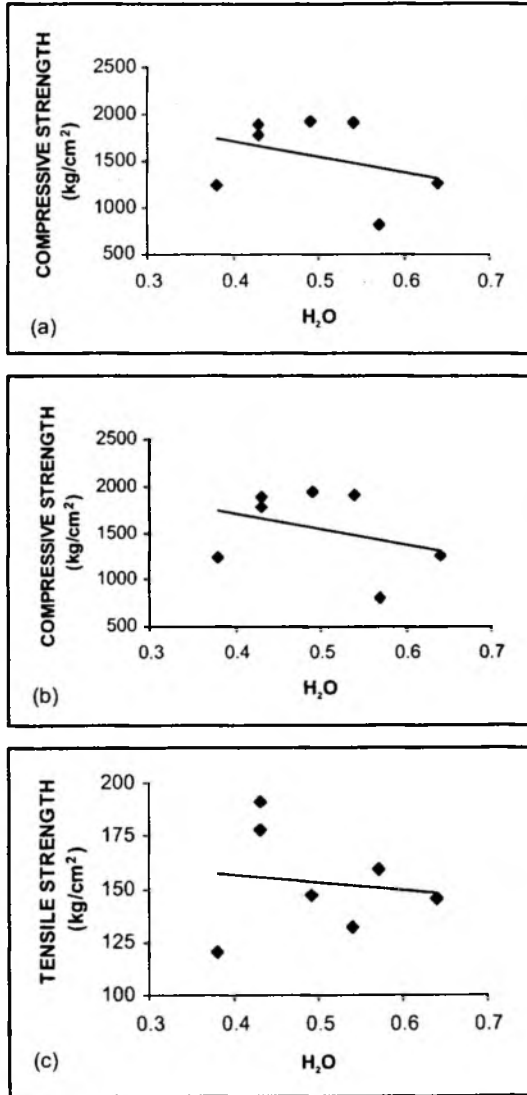 COMPRESSIVE STRENGTH
(kg/cm²)
2500
2000
1500
1000
500
0.3 0.4 0.5 0.6 0.7
H₂O
(a)
COMPRESSIVE STRENGTH
(kg/cm²)
2500
2000
1500
1000
500
0.3 0.4 0.5 0.6 0.7
H₂O
(b)
TENSILE STRENGTH
(kg/cm²)
200
175
150
125
100
0.3 0.4 0.5 0.6 0.7
H₂O
(c)